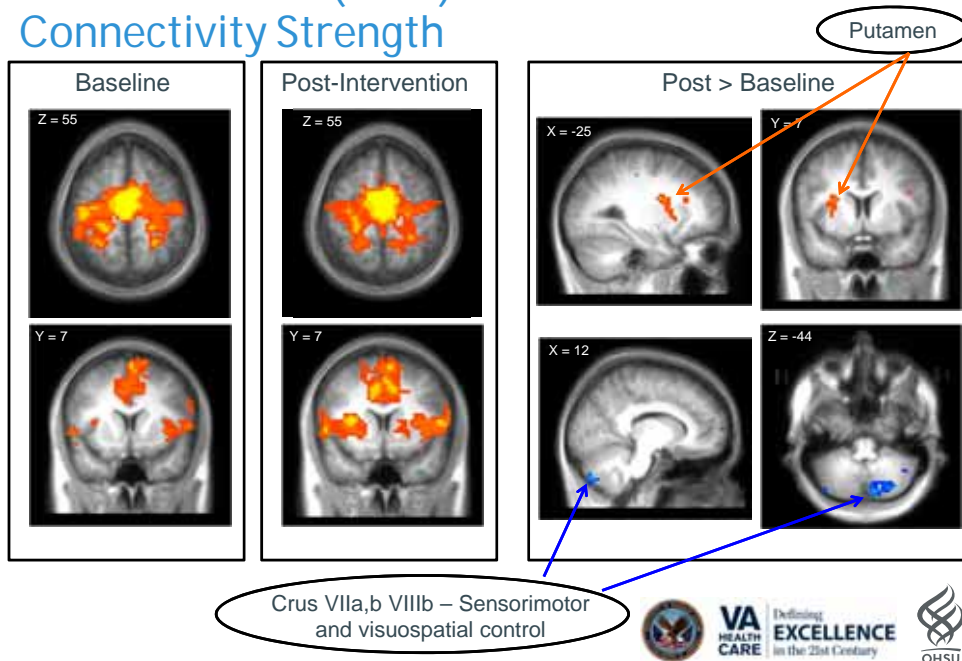 Connectivity Strength
Putamen
Baseline
Post-Intervention
Post > Baseline
Z = 55
Z = 55
X = -25
Y = 7
Y = 7
Y = 7
X = 12
Z = -44
Crus VIIa,b VIIIb – Sensorimotor
and visuospatial control
VA
HEALTH
CARE
Defining
EXCELLENCE
in the 21st Century
OHSU